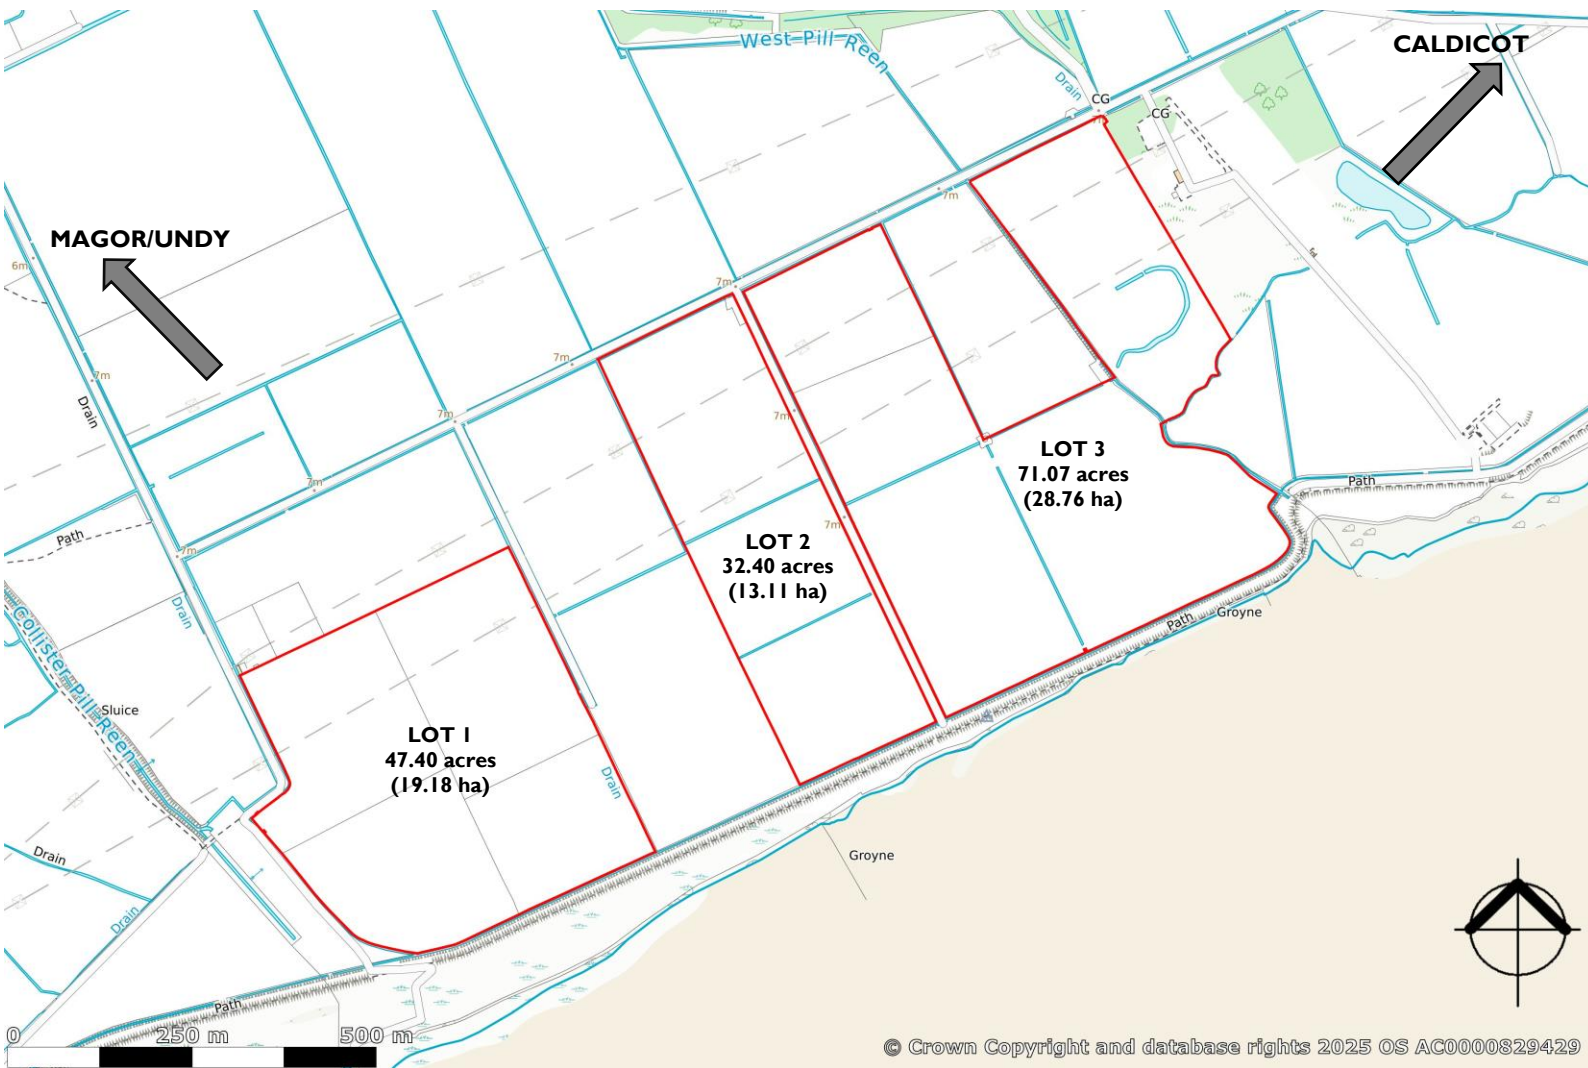 West Pill Reen
CALDICOT
Drain
CG
CG
7m
7m
MAGOR/UNDY
6m
7m
7m
7m
Drain
7m
7m
LOT 3
71.07 acres
(28.76 ha)
7m
Path
7m
Path
7m
LOT 2
32.40 acres
(13.11 ha)
Drain
Collister Pill Reen
Path
Groyne
Sluice
LOT 1
47.40 acres
(19.18 ha)
Drain
Drain
Groyne
Drain
Path
0 250 m 500 m
© Crown Copyright and database rights 2025 OS AC0000829429